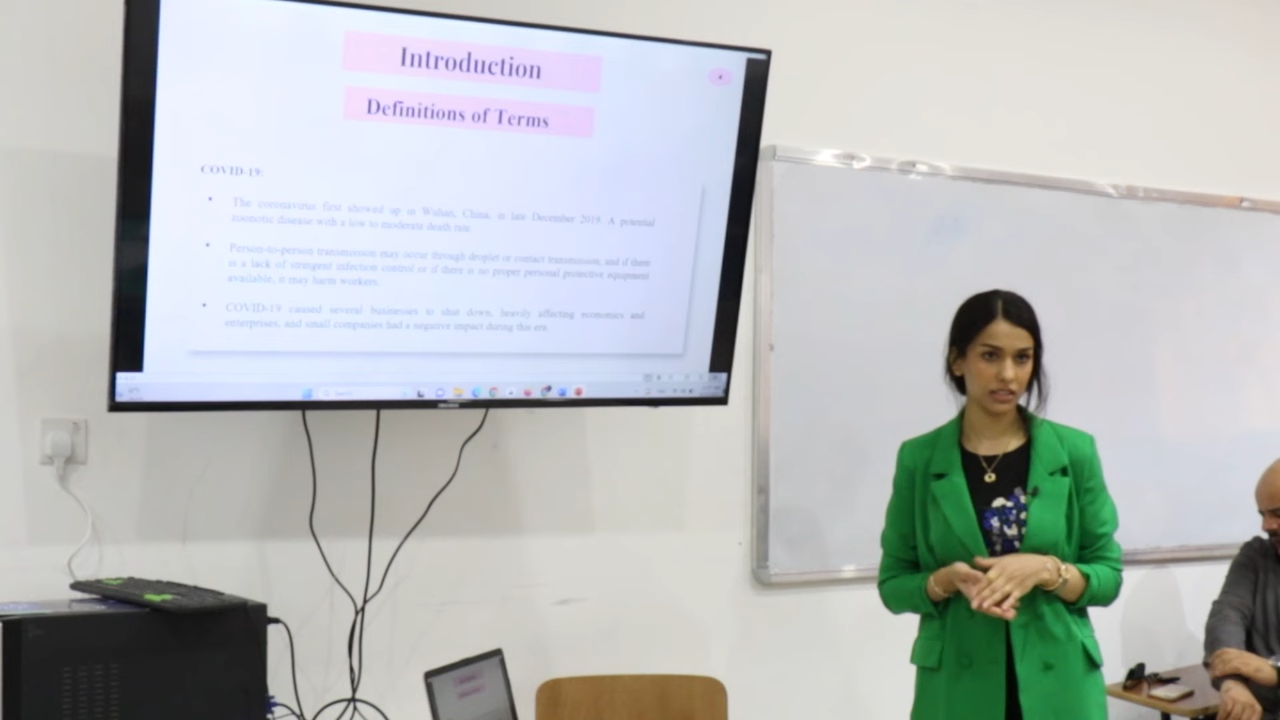 Introduction
4
Definitions of Terms
COVID-19:
• The coronavirus first showed up in Wuhan, China, in late December 2019. A potential
zoonotic disease with a low to moderate death rate.
• Person-to-person transmission may occur through droplet or contact transmission, and if there
is a lack of stringent infection control or if there is no proper personal protective equipment
available, it may harm workers.
• COVID-19 caused several businesses to shut down, heavily affecting economies and
enterprises, and small companies had a negative impact during this era.
Search